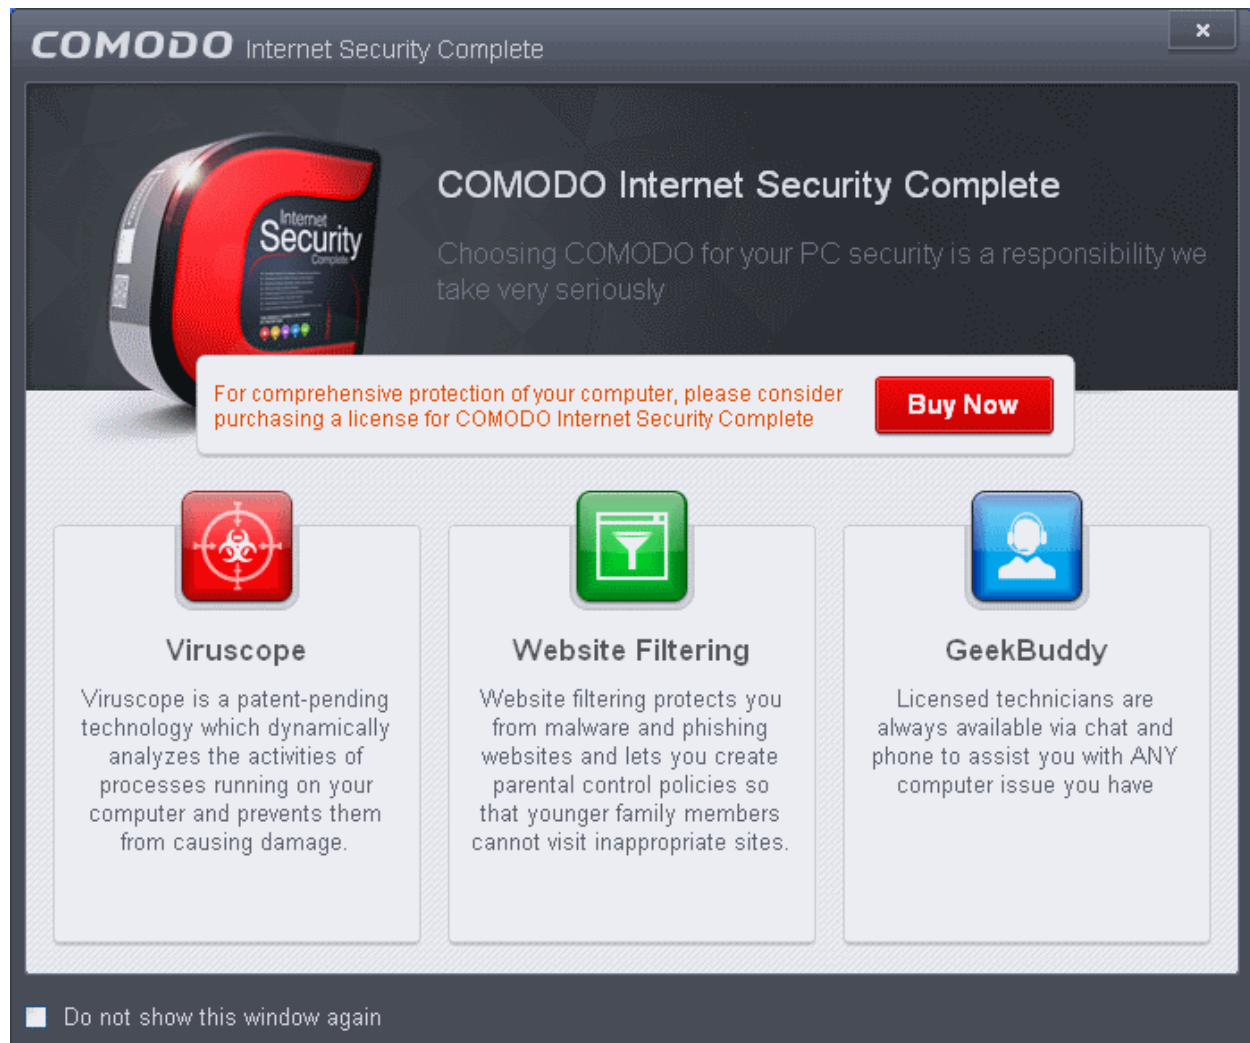 COMODO Internet Security Complete
COMODO Internet Security Complete
Choosing COMODO for your PC security is a responsibility we
take very seriously
Internet
Security
Complete
For comprehensive protection of your computer, please consider
purchasing a license for COMODO Internet Security Complete
Buy Now
Viruscope
Viruscope is a patent-pending
technology which dynamically
analyzes the activities of
processes running on your
computer and prevents them
from causing damage.
Website Filtering
Website filtering protects you
from malware and phishing
websites and lets you create
parental control policies so
that younger family members
cannot visit inappropriate sites.
GeekBuddy
Licensed technicians are
always available via chat and
phone to assist you with ANY
computer issue you have
Do not show this window again